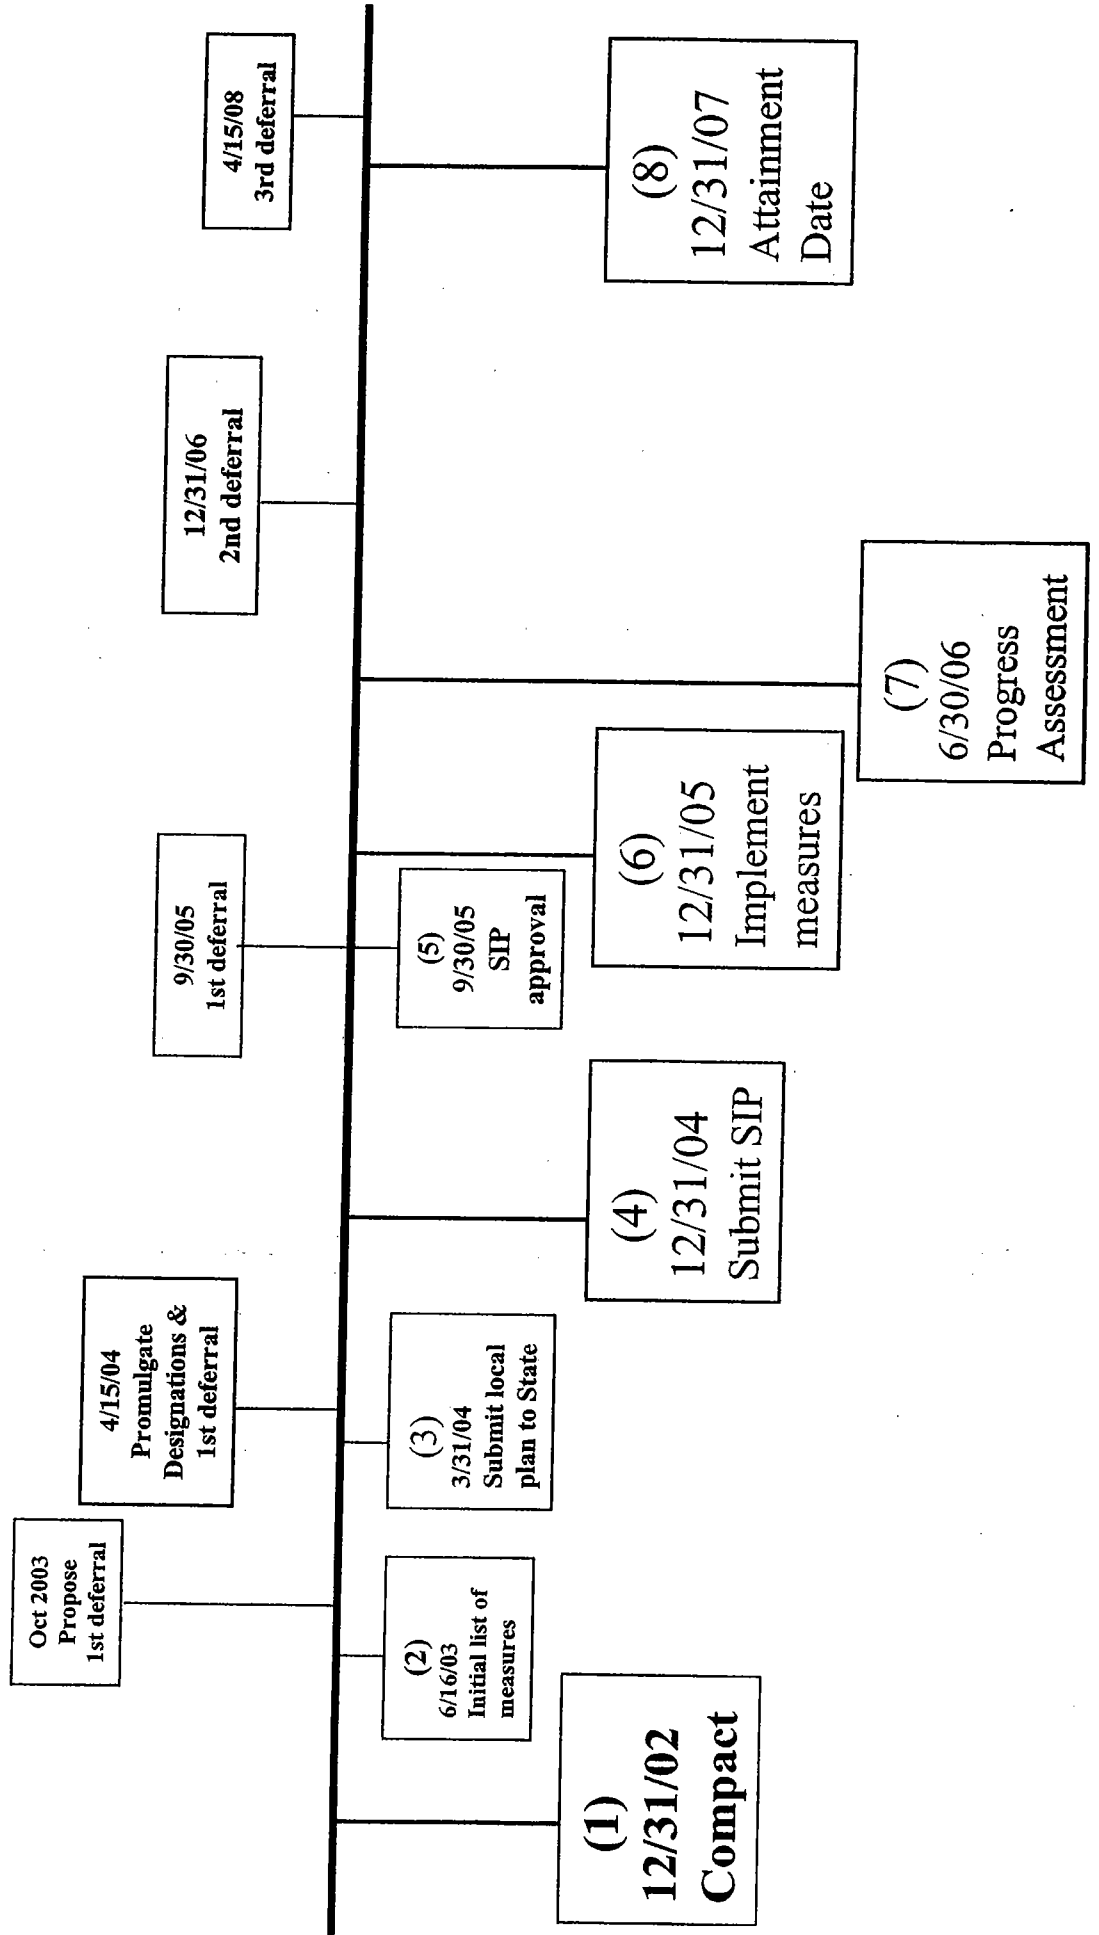 Oct 2003
Propose
1st deferral
4/15/04
Promulgate
Designations &
1st deferral
9/30/05
1st deferral
12/31/06
2nd deferral
4/15/08
3rd deferral
(1)
12/31/02
Compact
(2)
6/16/03
Initial list of
measures
(3)
3/31/04
Submit local
plan to State
(4)
12/31/04
Submit SIP
(5)
9/30/05
SIP
approval
(6)
12/31/05
Implement
measures
(7)
6/30/06
Progress
Assessment
(8)
12/31/07
Attainment
Date